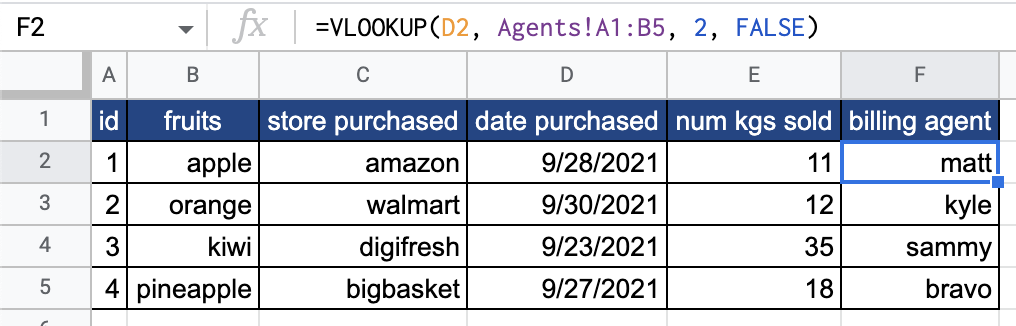 F2 fx =VLOOKUP(D2, Agents!A1:B5, 2, FALSE)
A B C D E F
1 id fruits store purchased date purchased num kgs sold billing agent
2 1 apple amazon 9/28/2021 11 matt
3 2 orange walmart 9/30/2021 12 kyle
4 3 kiwi digifresh 9/23/2021 35 sammy
5 4 pineapple bigbasket 9/27/2021 18 bravo